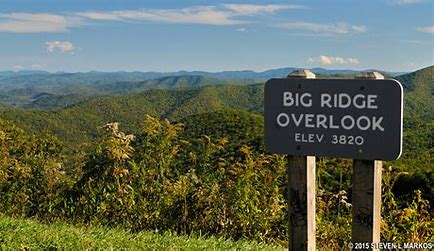 BIG RIDGE
OVERLOOK
ELEV 3820
©2015 STEVEN L MARKOS